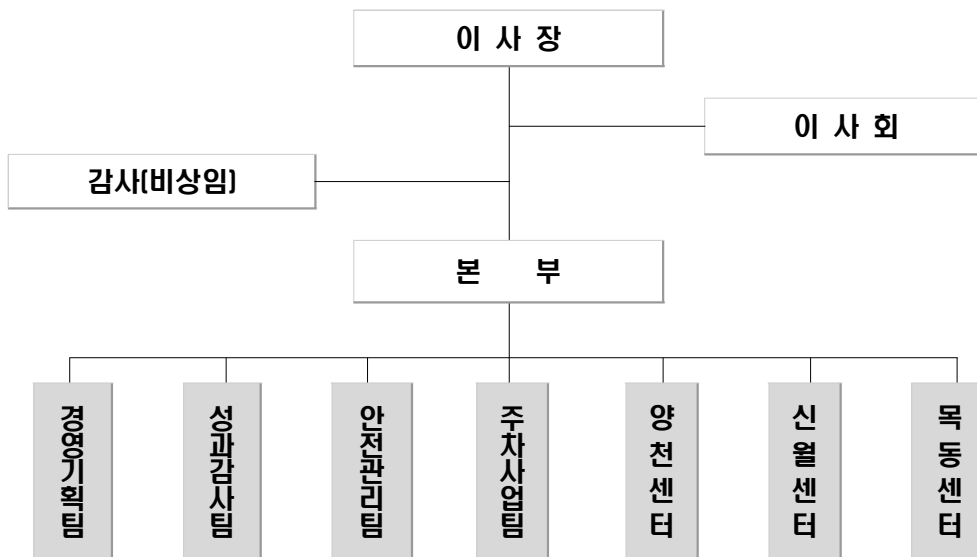 이 사 장
이 사 회
감사(비상임)
본 부
경영기획팀
성과감사팀
안전관리팀
주차사업팀
양천센터
신월센터
목동센터